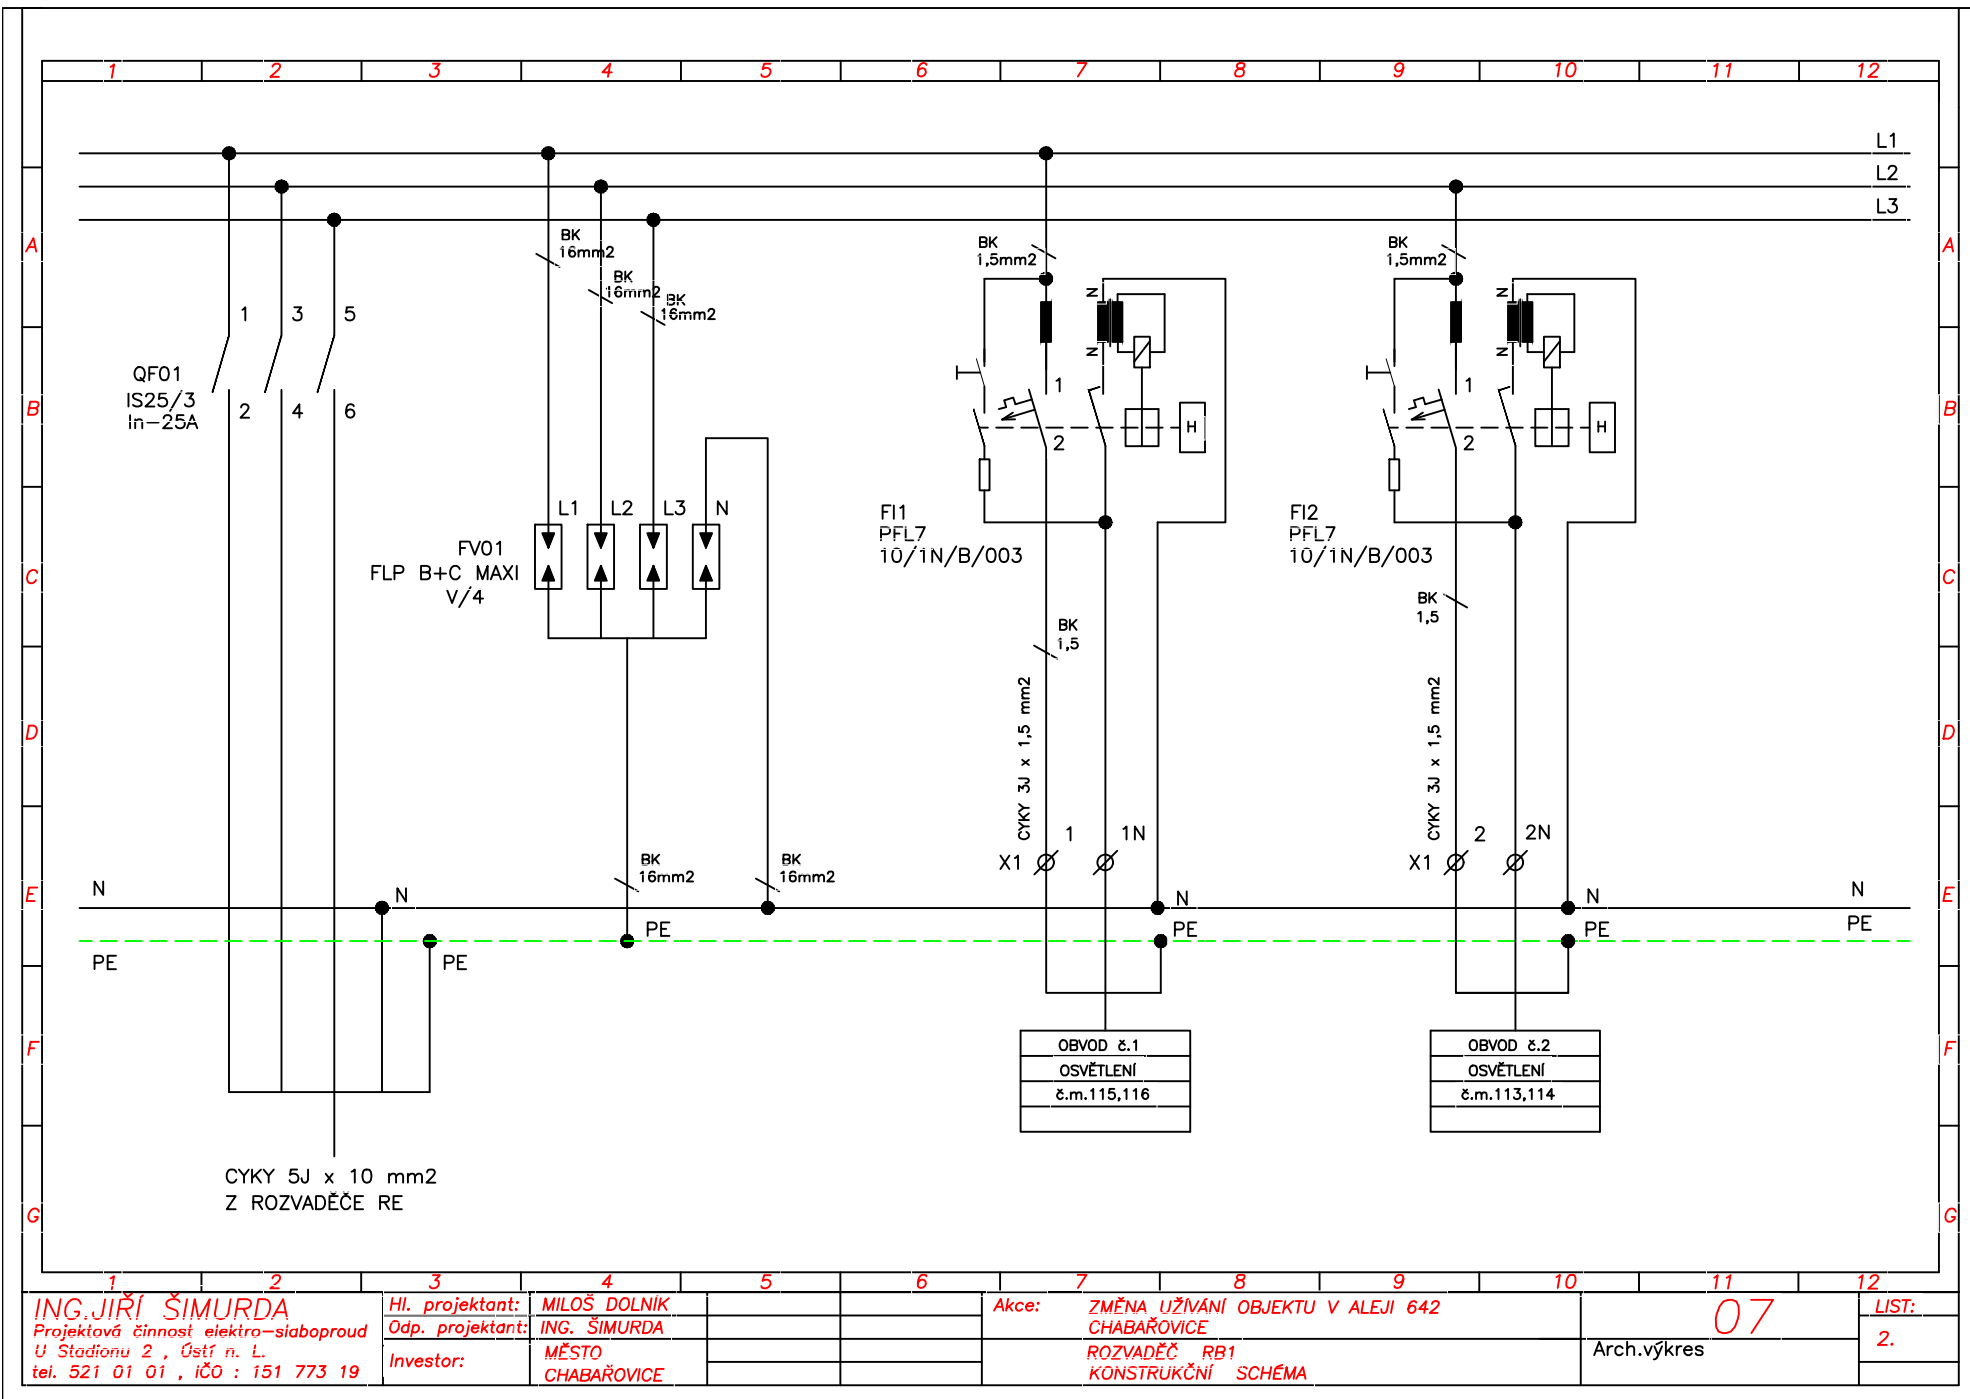 1 2 3 4 5 6 7 8 9 10 11 12
L1
L2
L3
A
A
BK
16mm2
BK
16mm2
BK
16mm2
BK
1,5mm2
BK
1,5mm2
N
N
N
N
1 3 5
QF01
IS25/3
In-25A
2 4 6
B
B
1
2
H
1
2
H
L1 L2 L3 N
FV01
FLP B+C MAXI
V/4
FI1
PFL7
10/1N/B/003
FI2
PFL7
10/1N/B/003
C
C
BK
1,5
BK
1,5
CYKY 3J x 1,5 mm2
CYKY 3J x 1,5 mm2
D
D
X1 1 1N
X1 2 2N
BK
16mm2
BK
16mm2
E
E
N N N N N
PE PE PE PE PE PE
OBVOD č.1
OSVĚTLENÍ
č.m.115,116
OBVOD č.2
OSVĚTLENÍ
č.m.113,114
F
F
CYKY 5J x 10 mm2
Z ROZVADĚČE RE
G
G
1 2 3 4 5 6 7 8 9 10 11 12
ING.JIŘÍ ŠIMURDA
Projektová činnost elektro-slaboproud
U Stadionu 2 , Ústí n. L.
tel. 521 01 01 , IČO : 151 773 19
Hl. projektant: MILOŠ DOLNÍK
Odp. projektant: ING. ŠIMURDA
Investor: MĚSTO
CHABAŘOVICE
Akce: ZMĚNA UŽÍVÁNÍ OBJEKTU V ALEJI 642
CHABAŘOVICE
ROZVADĚČ RB1
KONSTRUKČNÍ SCHÉMA
07
Arch.výkres
LIST:
2.